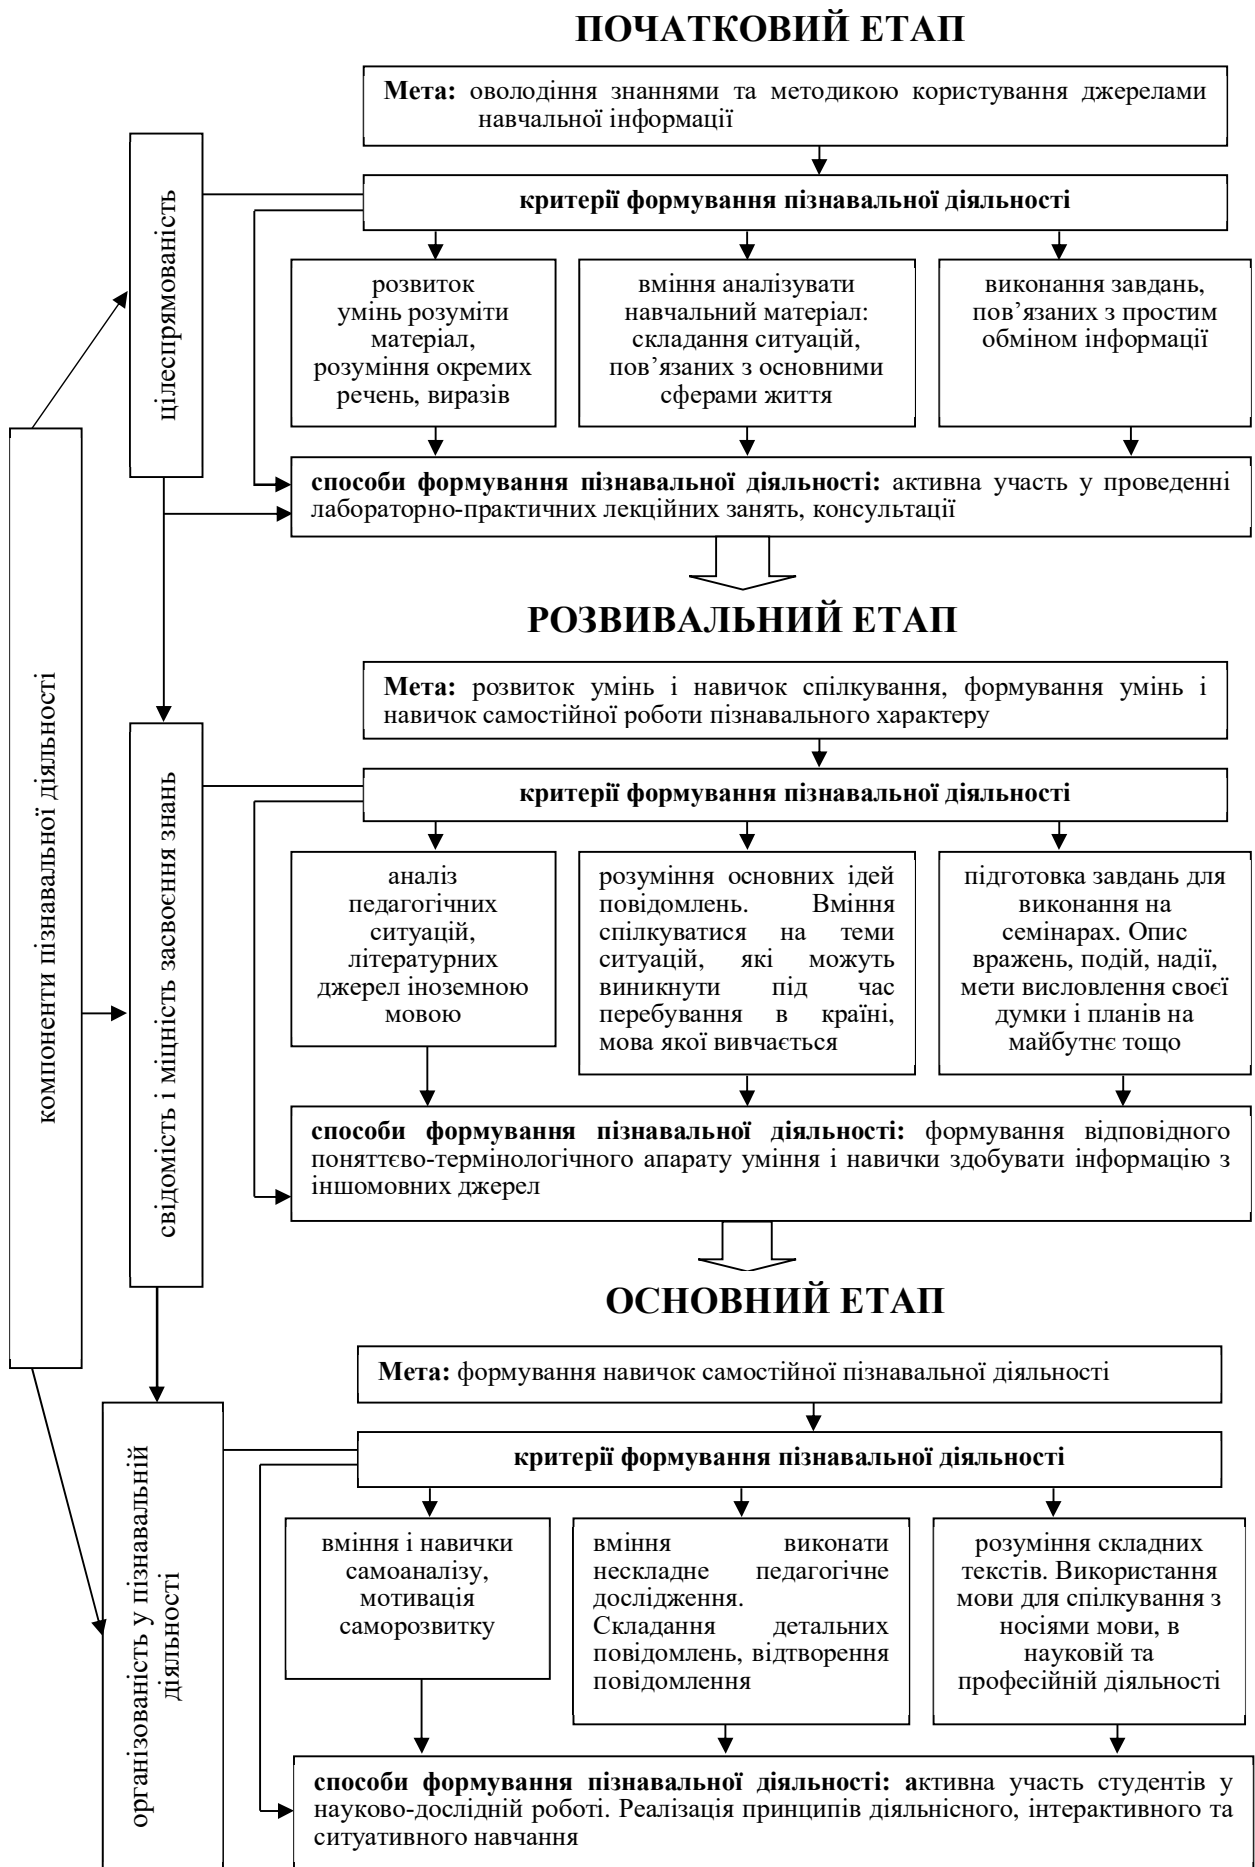 ПОЧАТКОВИЙ ЕТАП
Мета: оволодіння знаннями та методикою користування джерелами
навчальної інформації
цілеспрямованість
критерії формування пізнавальної діяльності
розвиток
умінь розуміти
матеріал,
розуміння окремих
речень, виразів
вміння аналізувати
навчальний матеріал:
складання ситуацій,
пов’язаних з основними
сферами життя
виконання завдань,
пов’язаних з простим
обміном інформації
способи формування пізнавальної діяльності: активна участь у проведенні
лабораторно-практичних лекційних занять, консультації
компоненти пізнавальної діяльності
РОЗВИВАЛЬНИЙ ЕТАП
Мета: розвиток умінь і навичок спілкування, формування умінь і
навичок самостійної роботи пізнавального характеру
свідомість і міцність засвоєння знань
критерії формування пізнавальної діяльності
аналіз
педагогічних
ситуацій,
літературних
джерел іноземною
мовою
розуміння основних ідей
повідомлень. Вміння
спілкуватися на теми
ситуацій, які можуть
виникнути під час
перебування в країні,
мова якої вивчається
підготовка завдань для
виконання на
семінарах. Опис
вражень, подій, надії,
мети висловлення своєї
думки і планів на
майбутнє тощо
способи формування пізнавальної діяльності: формування відповідного
поняттєво-термінологічного апарату уміння і навички здобувати інформацію з
іншомовних джерел
ОСНОВНИЙ ЕТАП
Мета: формування навичок самостійної пізнавальної діяльності
організованість у пізнавальній
діяльності
критерії формування пізнавальної діяльності
вміння і навички
самоаналізу,
мотивація
саморозвитку
вміння виконати
нескладне педагогічне
дослідження.
Складання детальних
повідомлень, відтворення
повідомлення
розуміння складних
текстів. Використання
мови для спілкування з
носіями мови, в
науковій та
професійній діяльності
способи формування пізнавальної діяльності: активна участь студентів у
науково-дослідній роботі. Реалізація принципів діяльнісного, інтерактивного та
ситуативного навчання